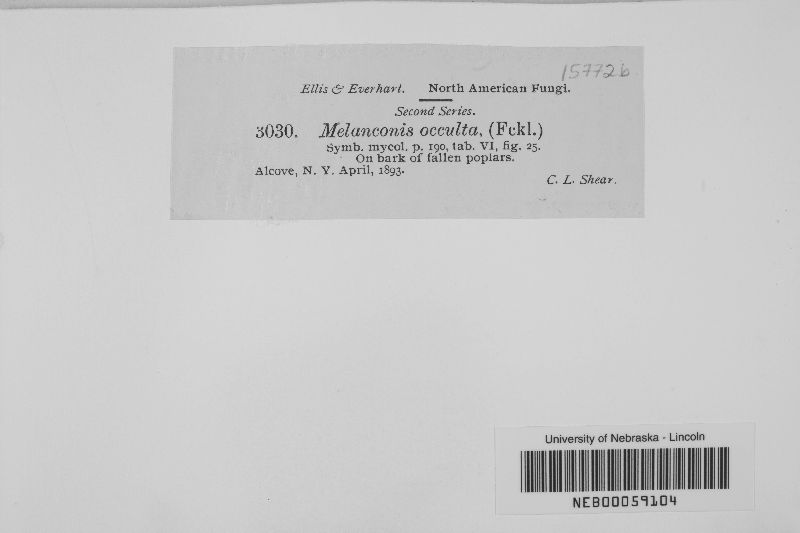 157726
Ellis & Everhart. North American Fungi.
Second Series.
3030. Melanconis occulta, (Fckl.)
Symb. mycol. p. 190, tab. VI, fig. 25.
On bark of fallen poplars.
Alcove, N. Y. April, 1893.
C. L. Shear.
University of Nebraska - Lincoln
NEB00059104